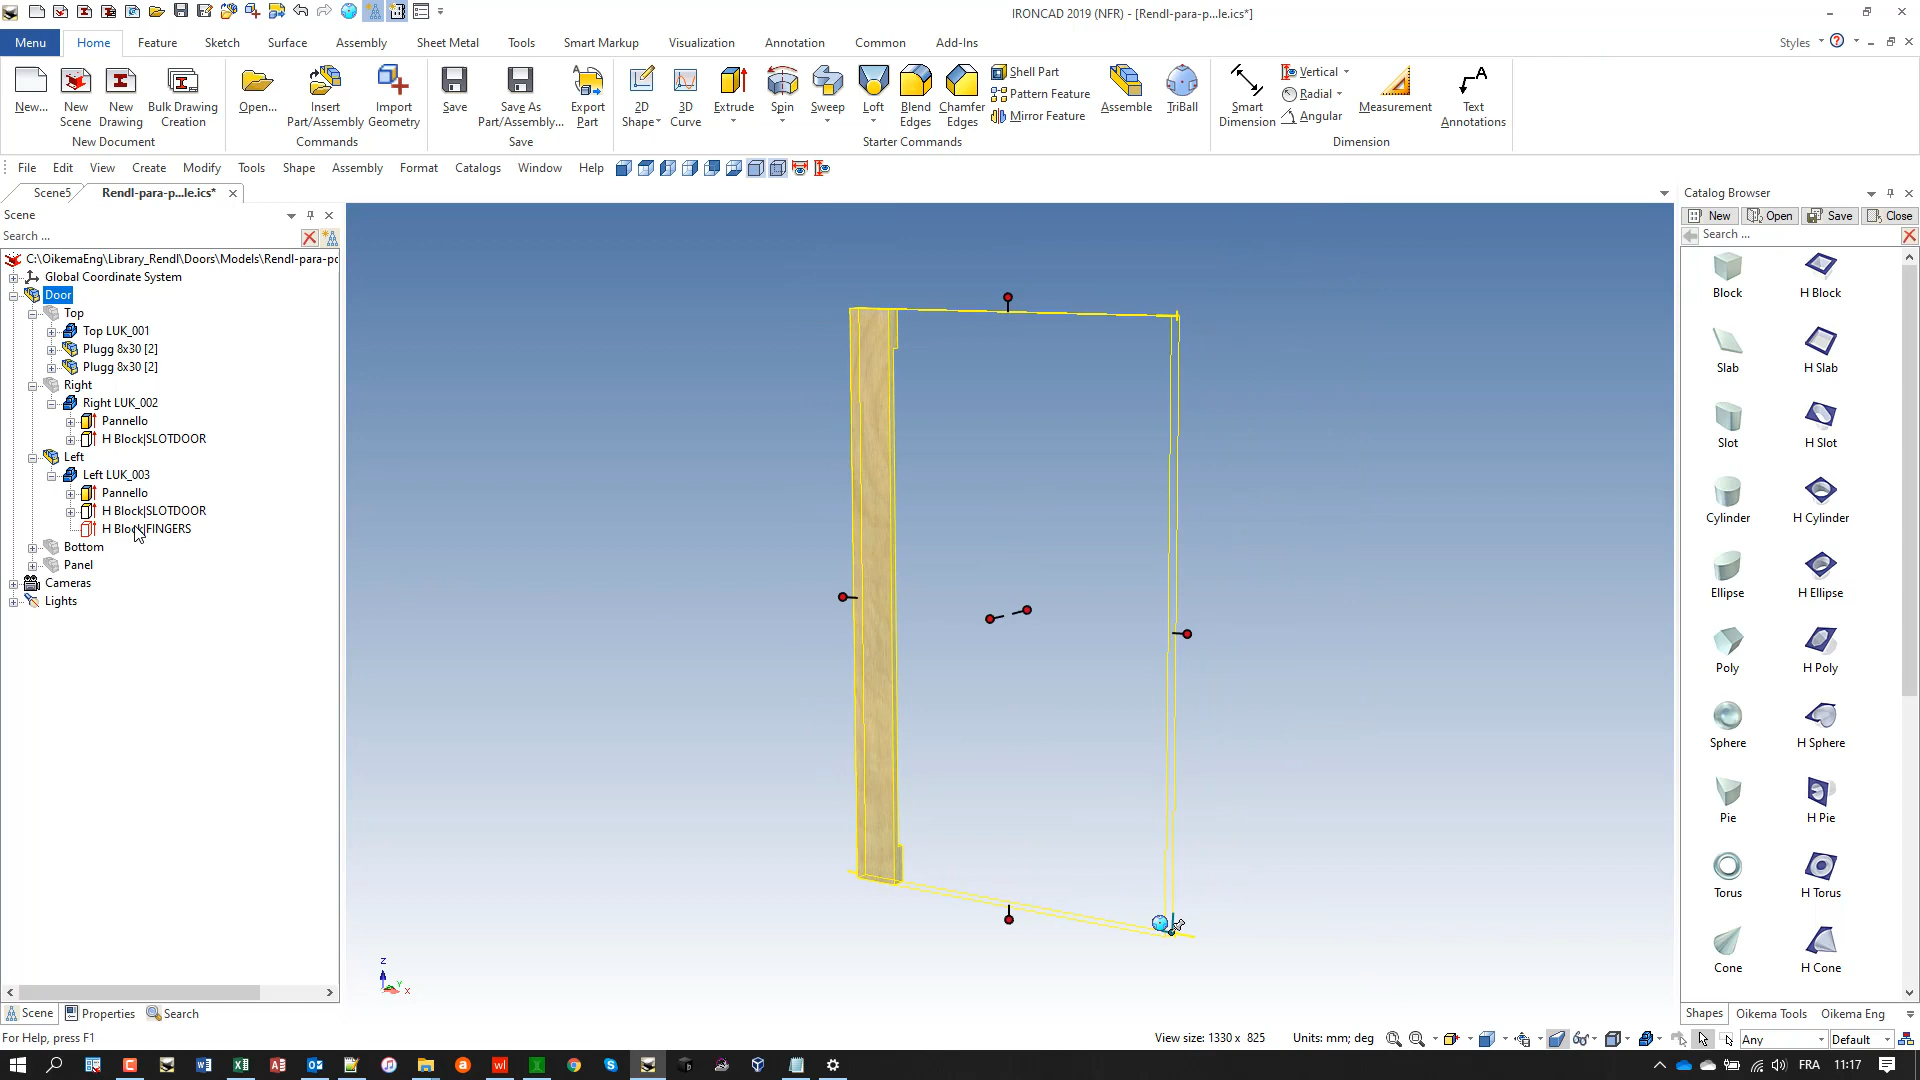 IRONCAD 2019 (NFR) - [Rendl-para-p...le.ics*]
Menu Home Feature Sketch Surface Assembly Sheet Metal Tools Smart Markup Visualization Annotation Common Add-Ins Styles
New... New Scene New Drawing Bulk Drawing Creation
New Document
Open... Insert Part/Assembly Import Geometry
Commands
Save Save As Part/Assembly... Export Part
Save
2D Shape 3D Curve Extrude Spin Sweep Loft Blend Edges Chamfer Edges Shell Part Pattern Feature Mirror Feature Assemble TriBall
Starter Commands
Smart Dimension Vertical Radial Angular Measurement Text Annotations
Dimension
File Edit View Create Modify Tools Shape Assembly Format Catalogs Window Help
Scene5 Rendl-para-p...le.ics*
Scene
Search ...
C:\OikemaEng\Library_Rendl\Doors\Models\Rendl-para-po
Global Coordinate System
Door
Top
Top LUK_001
Plugg 8x30 [2]
Plugg 8x30 [2]
Right
Right LUK_002
Pannello
H Block|SLOTDOOR
Left
Left LUK_003
Pannello
H Block|SLOTDOOR
H Block|FINGERS
Bottom
Panel
Cameras
Lights
z
Y
x
Catalog Browser
New Open Save Close
Search ...
Block H Block
Slab H Slab
Slot H Slot
Cylinder H Cylinder
Ellipse H Ellipse
Poly H Poly
Sphere H Sphere
Pie H Pie
Torus H Torus
Cone H Cone
Scene Properties Search
Shapes Oikema Tools Oikema Eng
For Help, press F1
View size: 1330 x 825 Units: mm; deg Any Default
FRA 11:17